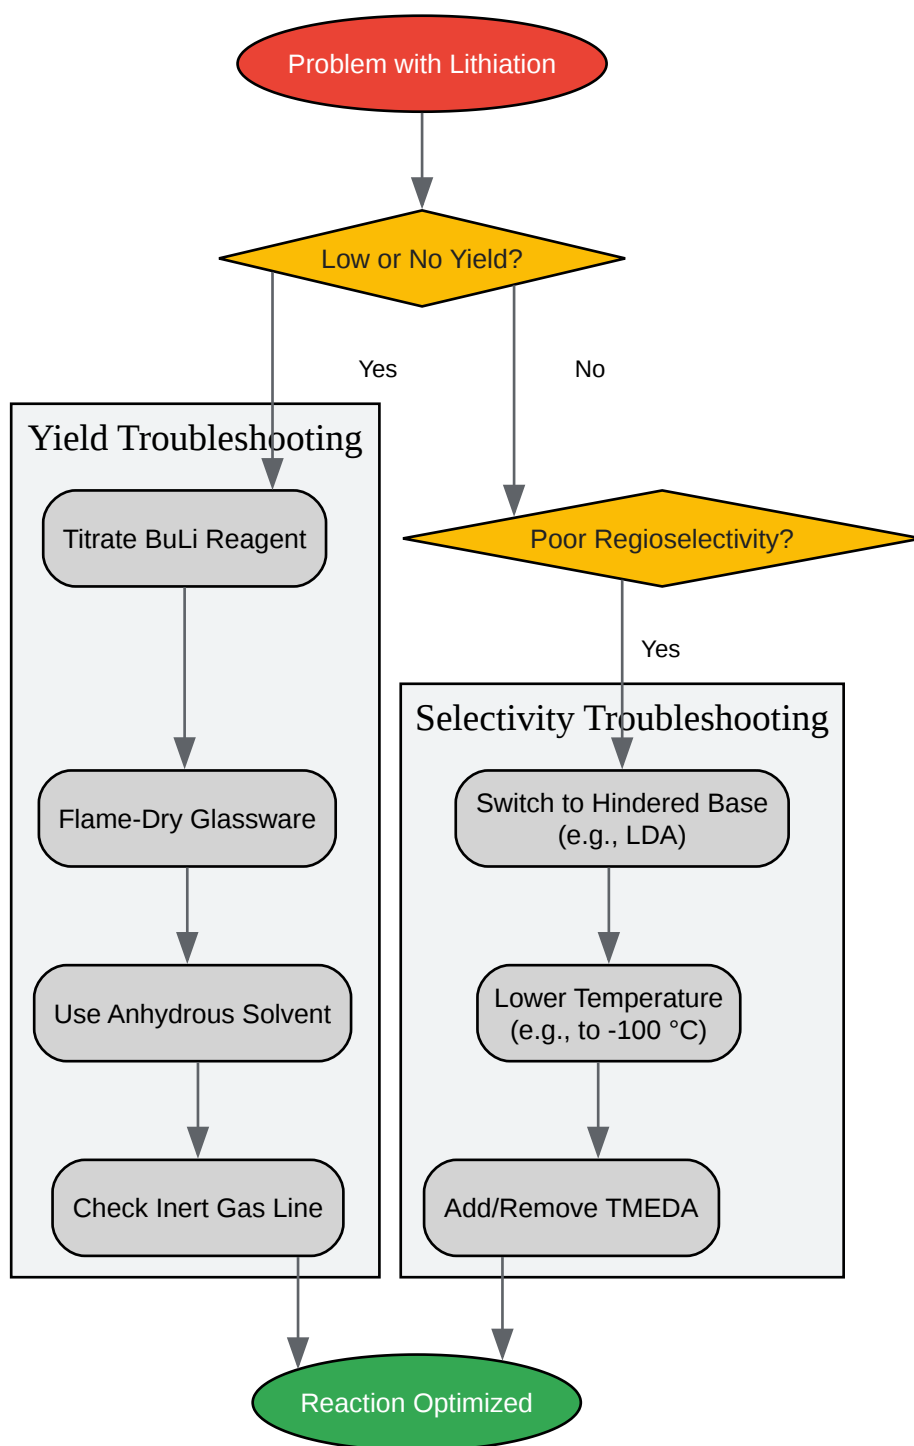 Problem with Lithiation
Low or No Yield?
Yes
No
Yield Troubleshooting
Titrate BuLi Reagent
Flame-Dry Glassware
Use Anhydrous Solvent
Check Inert Gas Line
Poor Regioselectivity?
Yes
Selectivity Troubleshooting
Switch to Hindered Base
(e.g., LDA)
Lower Temperature
(e.g., to -100 °C)
Add/Remove TMEDA
Reaction Optimized